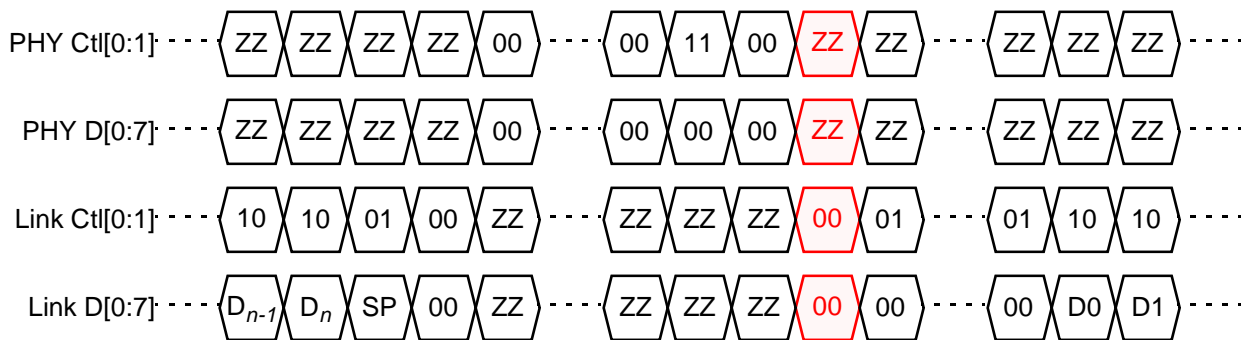 PHY Ctl[0:1] ZZ ZZ ZZ ZZ 00 00 11 00 ZZ ZZ ZZ ZZ ZZ
PHY D[0:7] ZZ ZZ ZZ ZZ 00 00 00 00 ZZ ZZ ZZ ZZ ZZ
Link Ctl[0:1] 10 10 01 00 ZZ ZZ ZZ ZZ 00 01 01 10 10
Link D[0:7] Dn-1 Dn SP 00 ZZ ZZ ZZ ZZ 00 00 00 D0 D1